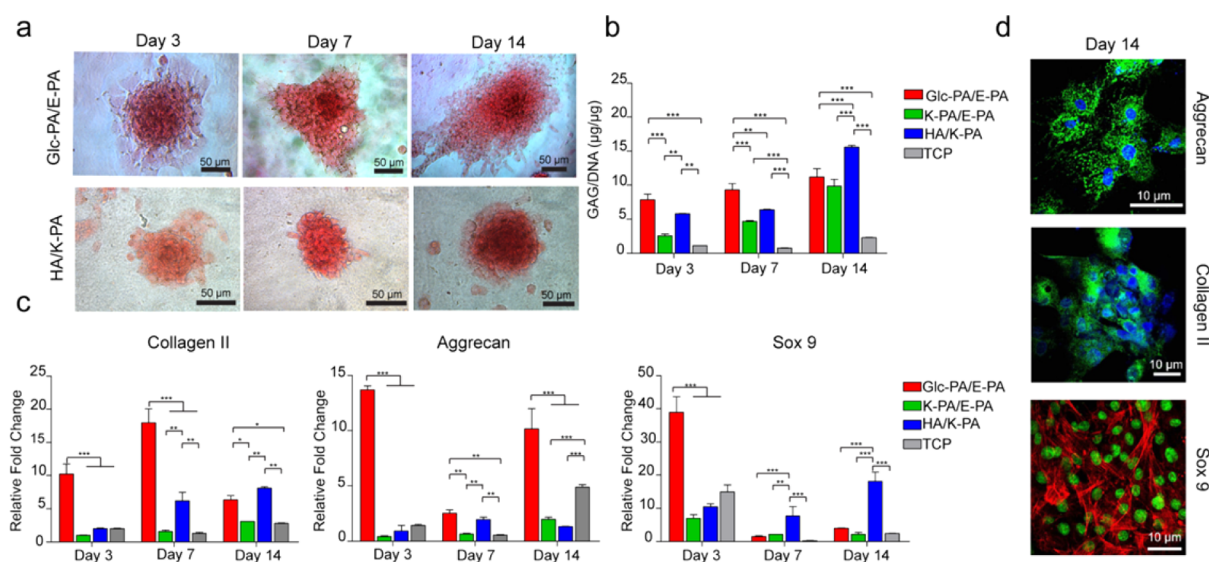 a
Day 3
Day 7
Day 14
Glc-PA/E-PA
50 µm
50 µm
50 µm
HA/K-PA
50 µm
50 µm
50 µm
b
GAG/DNA (µg/µg)
25
20
15
10
5
0
***
***
**
**
***
**
***
***
***
***
***
***
***
***
Day 3
Day 7
Day 14
Glc-PA/E-PA
K-PA/E-PA
HA/K-PA
TCP
c
Collagen II
Relative Fold Change
25
20
15
10
5
0
***
***
**
**
*
*
**
**
Day 3
Day 7
Day 14
Aggrecan
Relative Fold Change
15
10
5
0
***
**
**
**
**
***
***
***
Day 3
Day 7
Day 14
Sox 9
Relative Fold Change
50
40
30
20
10
0
***
***
**
***
***
***
***
Day 3
Day 7
Day 14
Glc-PA/E-PA
K-PA/E-PA
HA/K-PA
TCP
d
Day 14
Aggrecan
10 µm
Collagen II
10 µm
Sox 9
10 µm